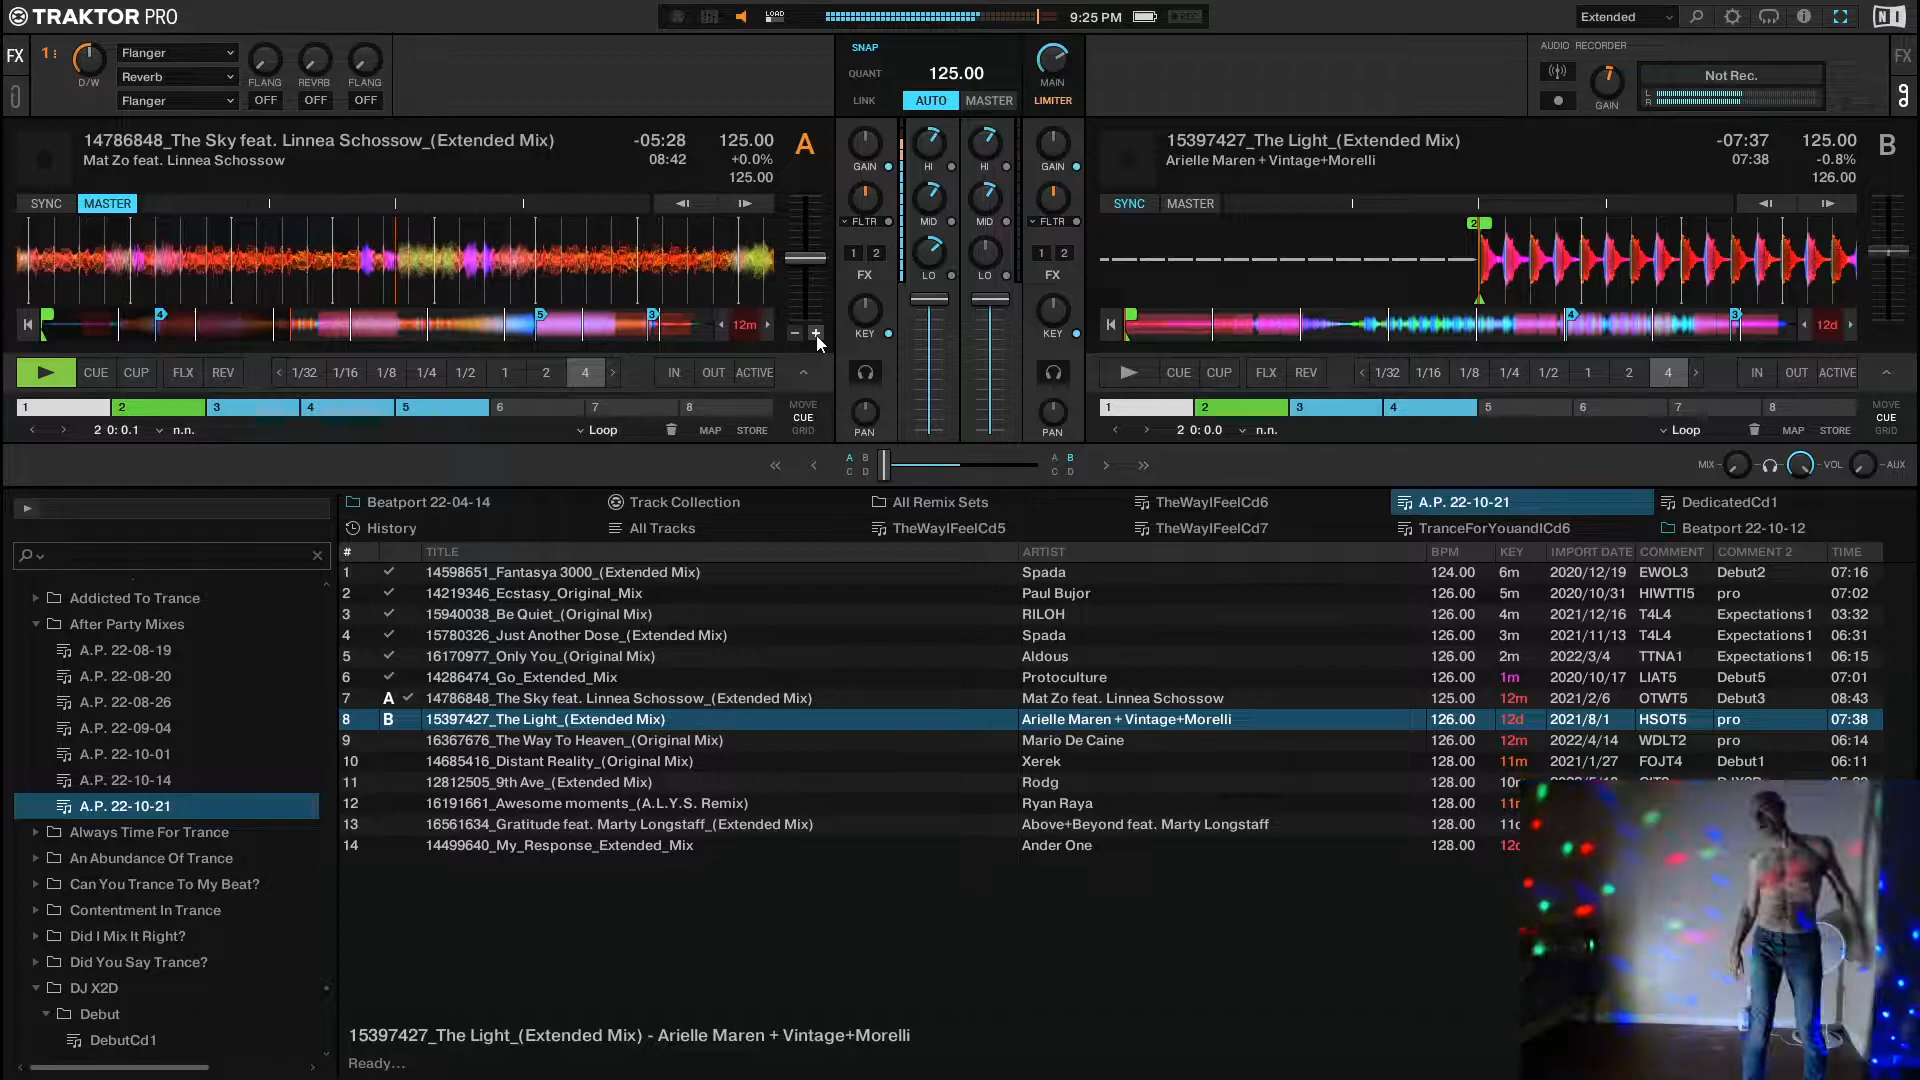 TRAKTOR PRO
LOAD
9:25 PM
REC
Extended
FX
1
D/W
Flanger
Reverb
Flanger
FLANG
REVRB
FLANG
OFF
OFF
OFF
SNAP
QUANT
125.00
MAIN
LINK
AUTO
MASTER
LIMITER
AUDIO RECORDER
GAIN
Not Rec.
L
R
FX
14786848_The Sky feat. Linnea Schossow_(Extended Mix)
Mat Zo feat. Linnea Schossow
-05:28
08:42
125.00
+0.0%
125.00
A
SYNC
MASTER
4
5
3
12m
CUE
CUP
FLX
REV
1/32
1/16
1/8
1/4
1/2
1
2
4
IN
OUT
ACTIVE
1
2
3
4
5
6
7
8
MOVE
CUE
GRID
2 0: 0.1
n.n.
Loop
MAP
STORE
GAIN
HI
HI
GAIN
FLTR
MID
MID
FLTR
1
2
1
2
FX
LO
LO
FX
KEY
KEY
PAN
PAN
15397427_The Light_(Extended Mix)
Arielle Maren + Vintage+Morelli
-07:37
07:38
125.00
-0.8%
126.00
B
SYNC
MASTER
2
4
3
12d
CUE
CUP
FLX
REV
1/32
1/16
1/8
1/4
1/2
1
2
4
IN
OUT
ACTIVE
1
2
3
4
5
6
7
8
MOVE
CUE
GRID
2 0: 0.0
n.n.
Loop
MAP
STORE
A B
C D
A B
C D
MIX
VOL
AUX
Beatport 22-04-14
Track Collection
All Remix Sets
TheWayIFeelCd6
A.P. 22-10-21
DedicatedCd1
History
All Tracks
TheWayIFeelCd5
TheWayIFeelCd7
TranceForYouandICd6
Beatport 22-10-12
# TITLE ARTIST BPM KEY IMPORT DATE COMMENT COMMENT 2 TIME
1 14598651_Fantasya 3000_(Extended Mix) Spada 124.00 6m 2020/12/19 EWOL3 Debut2 07:16
2 14219346_Ecstasy_Original_Mix Paul Bujor 126.00 5m 2020/10/31 HIWTTI5 pro 07:02
3 15940038_Be Quiet_(Original Mix) RILOH 126.00 4m 2021/12/16 T4L4 Expectations1 03:32
4 15780326_Just Another Dose_(Extended Mix) Spada 126.00 3m 2021/11/13 T4L4 Expectations1 06:31
5 16170977_Only You_(Original Mix) Aldous 126.00 2m 2022/3/4 TTNA1 Expectations1 06:15
6 14286474_Go_Extended_Mix Protoculture 126.00 1m 2020/10/17 LIAT5 Debut5 07:01
7 A 14786848_The Sky feat. Linnea Schossow_(Extended Mix) Mat Zo feat. Linnea Schossow 125.00 12m 2021/2/6 OTWT5 Debut3 08:43
8 B 15397427_The Light_(Extended Mix) Arielle Maren + Vintage+Morelli 126.00 12d 2021/8/1 HSOT5 pro 07:38
9 16367676_The Way To Heaven_(Original Mix) Mario De Caine 126.00 12m 2022/4/14 WDLT2 pro 06:14
10 14685416_Distant Reality_(Original Mix) Xerek 128.00 11m 2021/1/27 FOJT4 Debut1 06:11
11 12812505_9th Ave_(Extended Mix) Rodg 128.00
12 16191661_Awesome moments_(A.L.Y.S. Remix) Ryan Raya 128.00
13 16561634_Gratitude feat. Marty Longstaff_(Extended Mix) Above+Beyond feat. Marty Longstaff 128.00
14 14499640_My_Response_Extended_Mix Ander One 128.00
Addicted To Trance
After Party Mixes
A.P. 22-08-19
A.P. 22-08-20
A.P. 22-08-26
A.P. 22-09-04
A.P. 22-10-01
A.P. 22-10-14
A.P. 22-10-21
Always Time For Trance
An Abundance Of Trance
Can You Trance To My Beat?
Contentment In Trance
Did I Mix It Right?
Did You Say Trance?
DJ X2D
Debut
DebutCd1
15397427_The Light_(Extended Mix) - Arielle Maren + Vintage+Morelli
Ready...